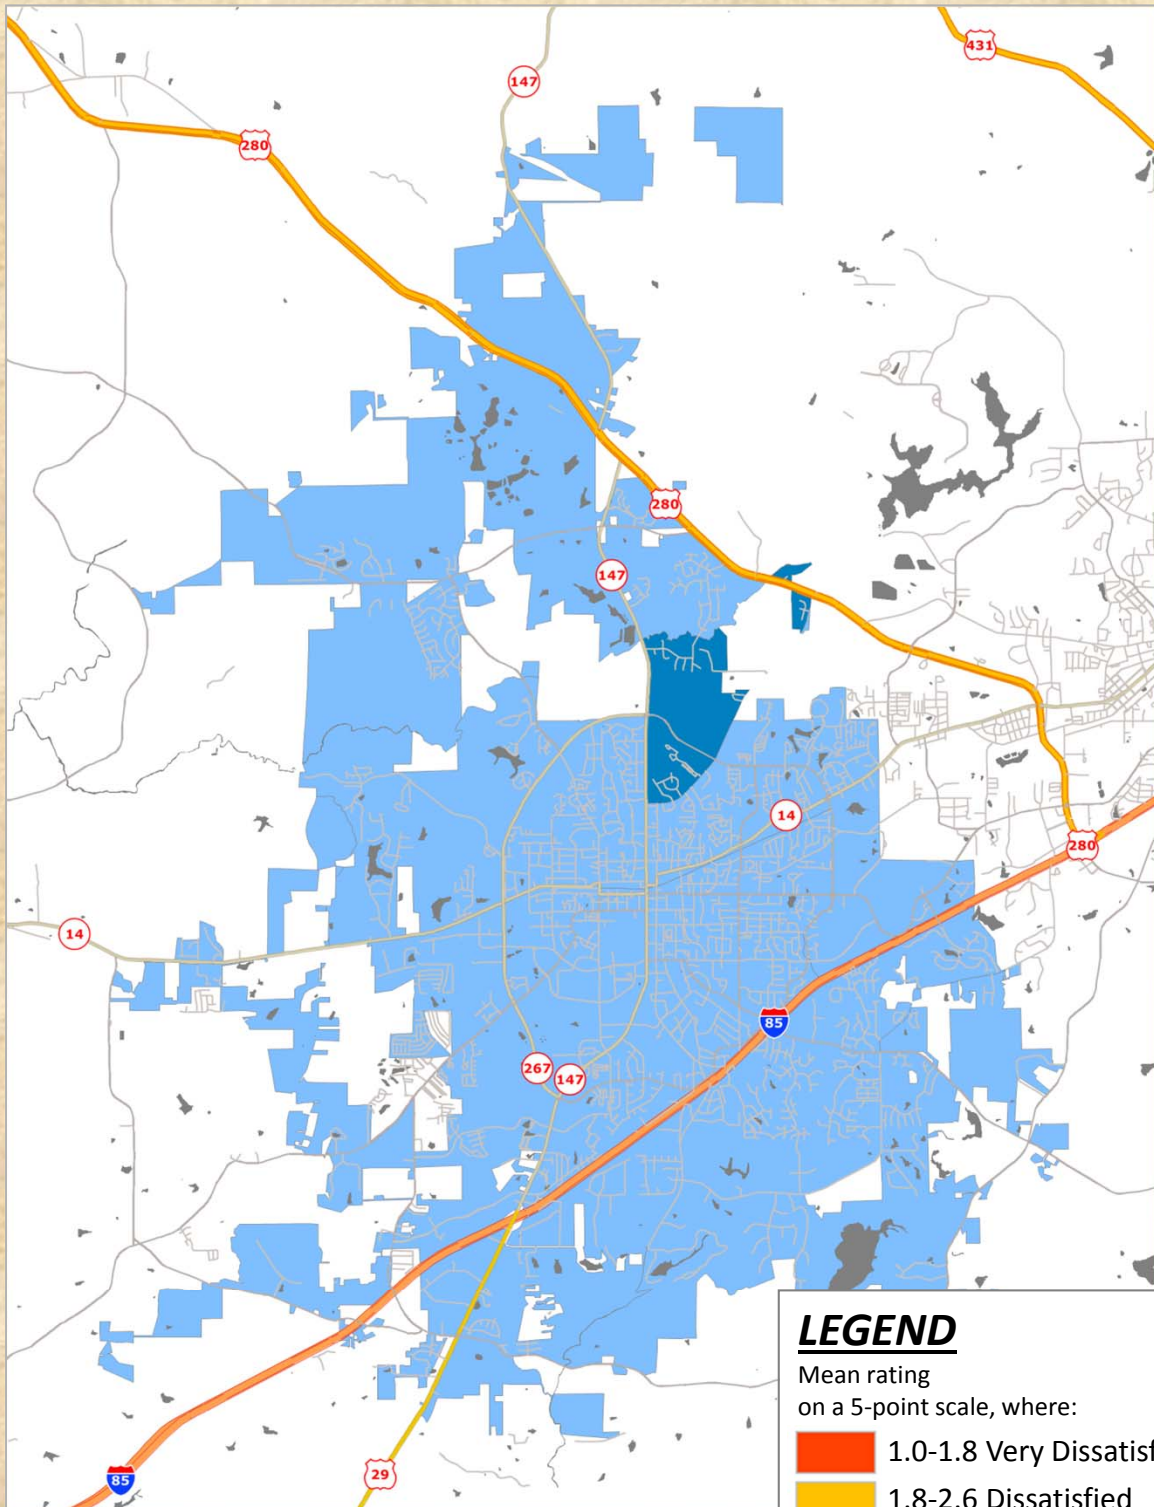 431
147
280
280
147
14
280
14
85
267
147
LEGEND
Mean rating
on a 5-point scale, where:
1.0-1.8 Very Dissatisf
85
29
1.8-2.6 Dissatisfied